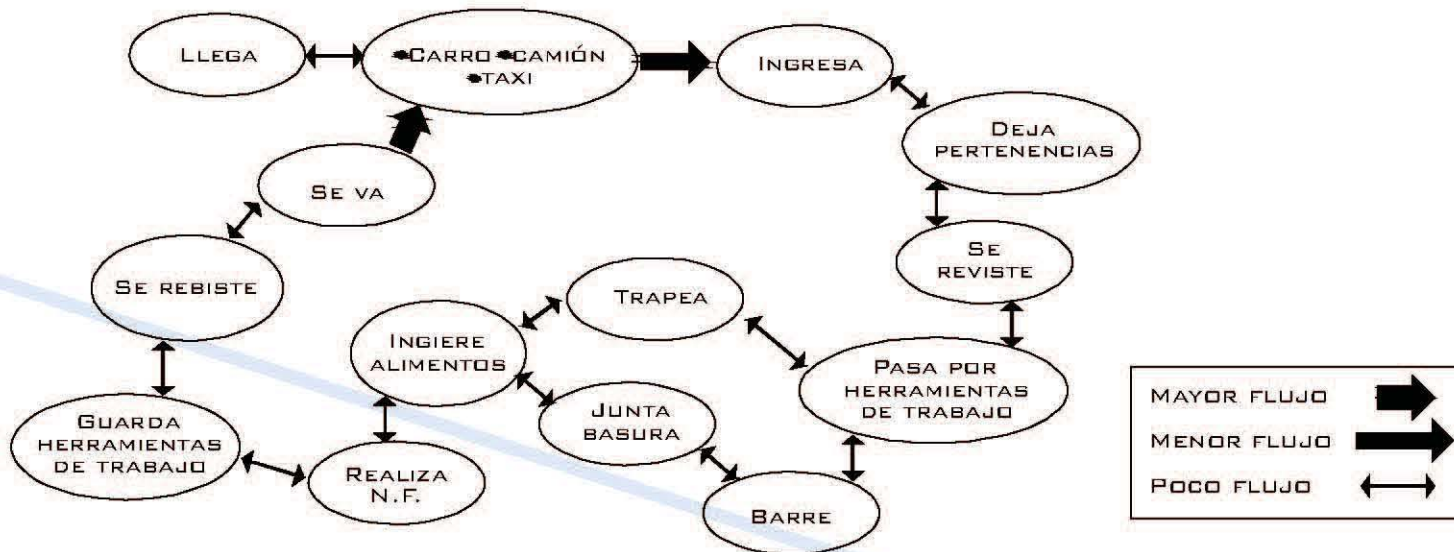 LLEGA
•CARRO •CAMIÓN
•TAXI
INGRESA
DEJA
PERTENENCIAS
SE
REVISTE
PASA POR
HERRAMIENTAS
DE TRABAJO
TRAPEA
BARRE
JUNTA
BASURA
INGIERE
ALIMENTOS
REALIZA
N.F.
GUARDA
HERRAMIENTAS
DE TRABAJO
SE REBISTE
SE VA
MAYOR FLUJO
MENOR FLUJO
POCO FLUJO